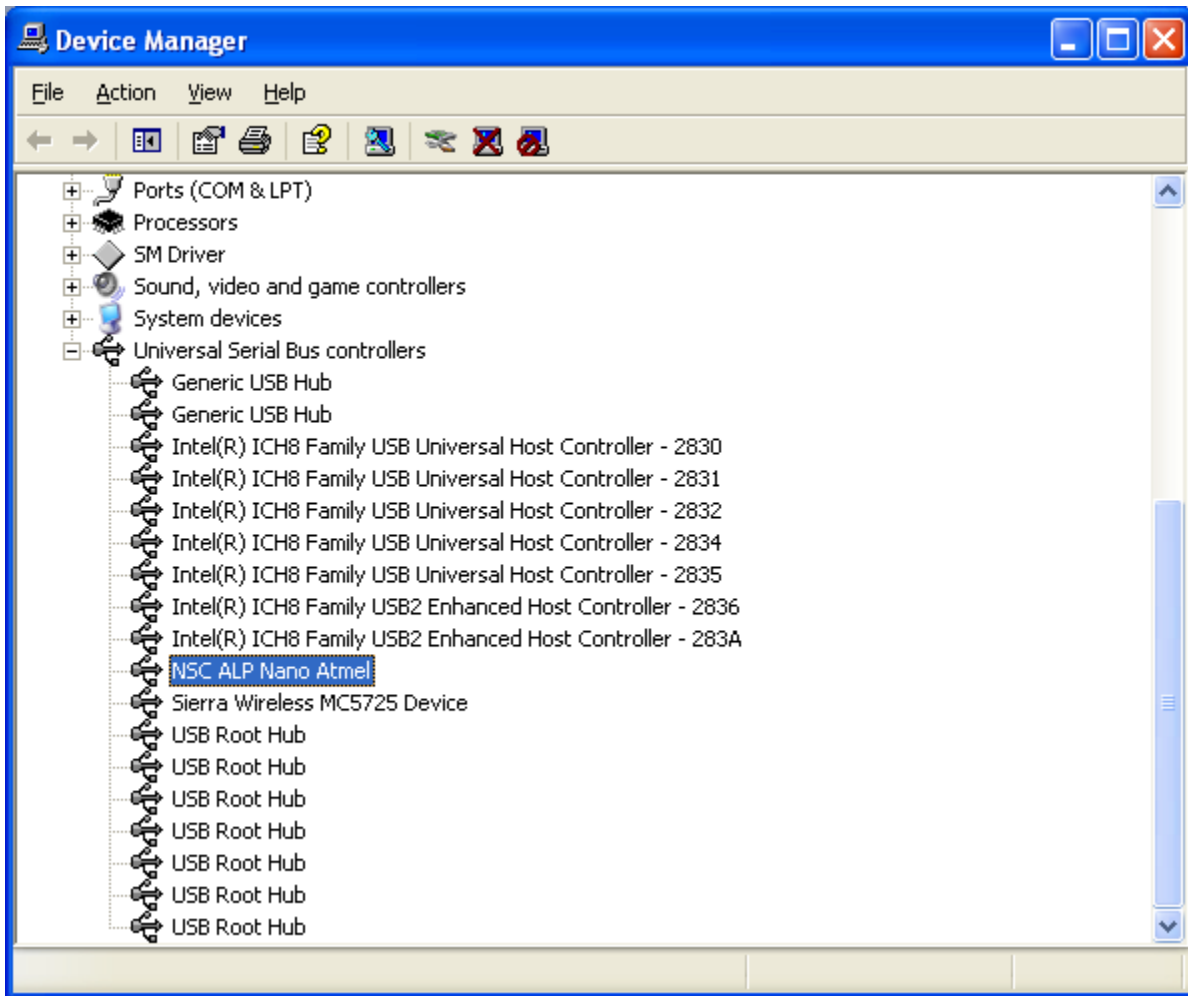 Device Manager
File Action View Help
Ports (COM & LPT)
Processors
SM Driver
Sound, video and game controllers
System devices
Universal Serial Bus controllers
Generic USB Hub
Generic USB Hub
Intel(R) ICH8 Family USB Universal Host Controller - 2830
Intel(R) ICH8 Family USB Universal Host Controller - 2831
Intel(R) ICH8 Family USB Universal Host Controller - 2832
Intel(R) ICH8 Family USB Universal Host Controller - 2834
Intel(R) ICH8 Family USB Universal Host Controller - 2835
Intel(R) ICH8 Family USB2 Enhanced Host Controller - 2836
Intel(R) ICH8 Family USB2 Enhanced Host Controller - 283A
NSC ALP Nano Atmel
Sierra Wireless MC5725 Device
USB Root Hub
USB Root Hub
USB Root Hub
USB Root Hub
USB Root Hub
USB Root Hub
USB Root Hub